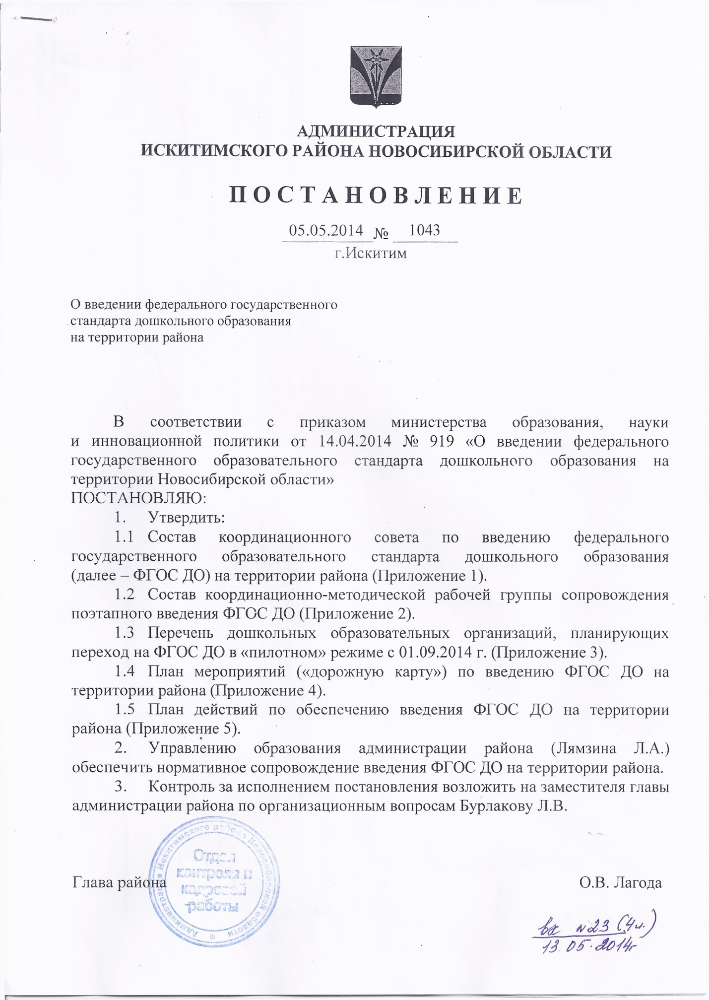 АДМИНИСТРАЦИЯ
ИСКИТИМСКОГО РАЙОНА НОВОСИБИРСКОЙ ОБЛАСТИ
ПОСТАНОВЛЕНИЕ
05.05.2014 № 1043
г.Искитим
О введении федерального государственного
стандарта дошкольного образования
на территории района
В соответствии с приказом министерства образования, науки
и инновационной политики от 14.04.2014 № 919 «О введении федерального
государственного образовательного стандарта дошкольного образования на
территории Новосибирской области»
ПОСТАНОВЛЯЮ:
1. Утвердить:
1.1 Состав координационного совета по введению федерального
государственного образовательного стандарта дошкольного образования
(далее – ФГОС ДО) на территории района (Приложение 1).
1.2 Состав координационно-методической рабочей группы сопровождения
поэтапного введения ФГОС ДО (Приложение 2).
1.3 Перечень дошкольных образовательных организаций, планирующих
переход на ФГОС ДО в «пилотном» режиме с 01.09.2014 г. (Приложение 3).
1.4 План мероприятий («дорожную карту») по введению ФГОС ДО на
территории района (Приложение 4).
1.5 План действий по обеспечению введения ФГОС ДО на территории
района (Приложение 5).
2. Управлению образования администрации района (Лямзина Л.А.)
обеспечить нормативное сопровождение введения ФГОС ДО на территории района.
3. Контроль за исполнением постановления возложить на заместителя главы
администрации района по организационным вопросам Бурлакову Л.В.
Глава района О.В. Лагода
Администрация Искитимского района Новосибирской области
Отдел
контроля и
кадровой
работы
вх №23 (4л.)
13.05.2014г